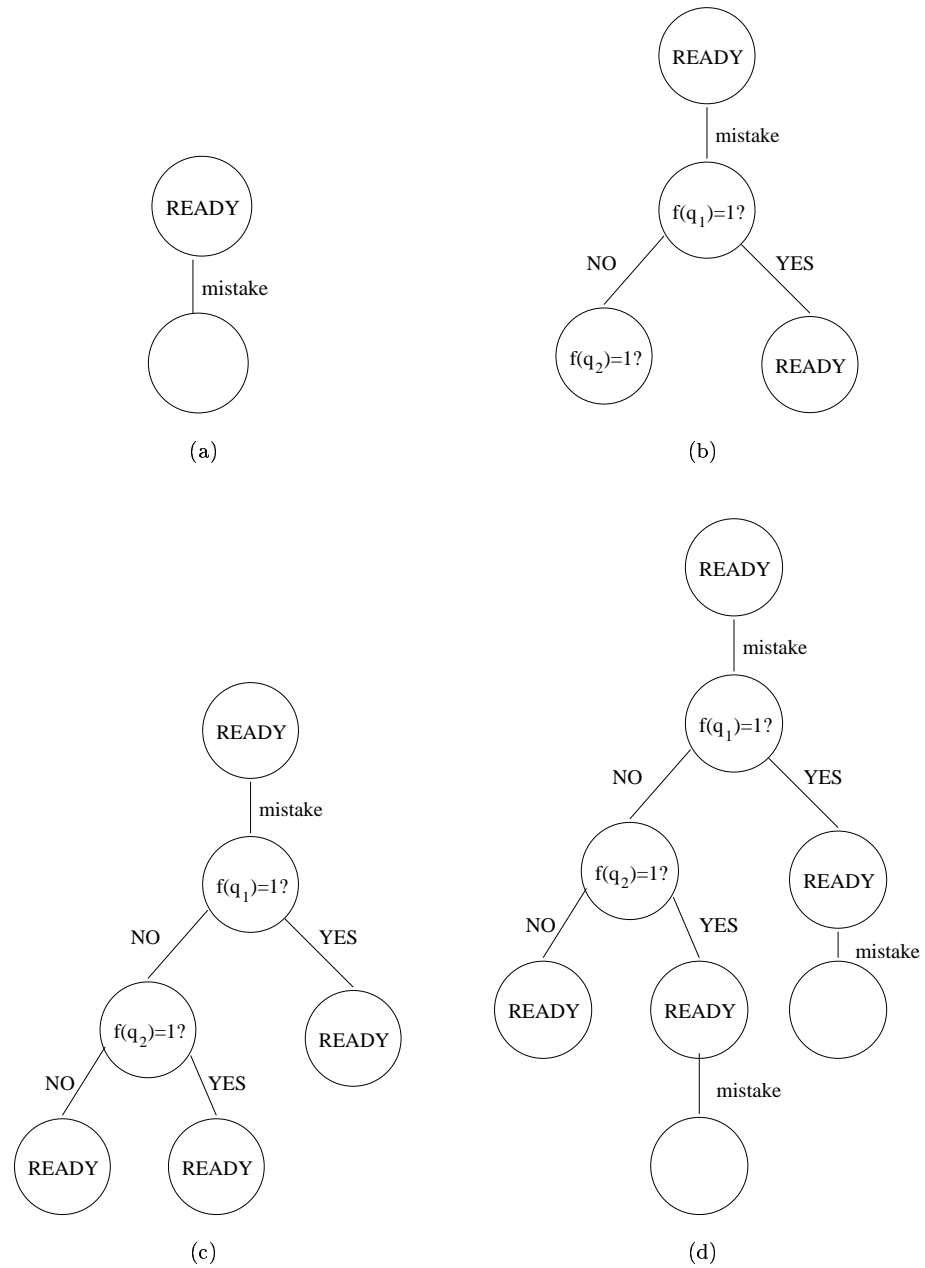 READY
mistake
(a)
READY
mistake
f(q1)=1?
NO
YES
f(q2)=1?
READY
(b)
READY
mistake
f(q1)=1?
NO
YES
f(q2)=1?
READY
NO
YES
READY
READY
(c)
READY
mistake
f(q1)=1?
NO
YES
f(q2)=1?
READY
NO
YES
mistake
READY
READY
mistake
(d)